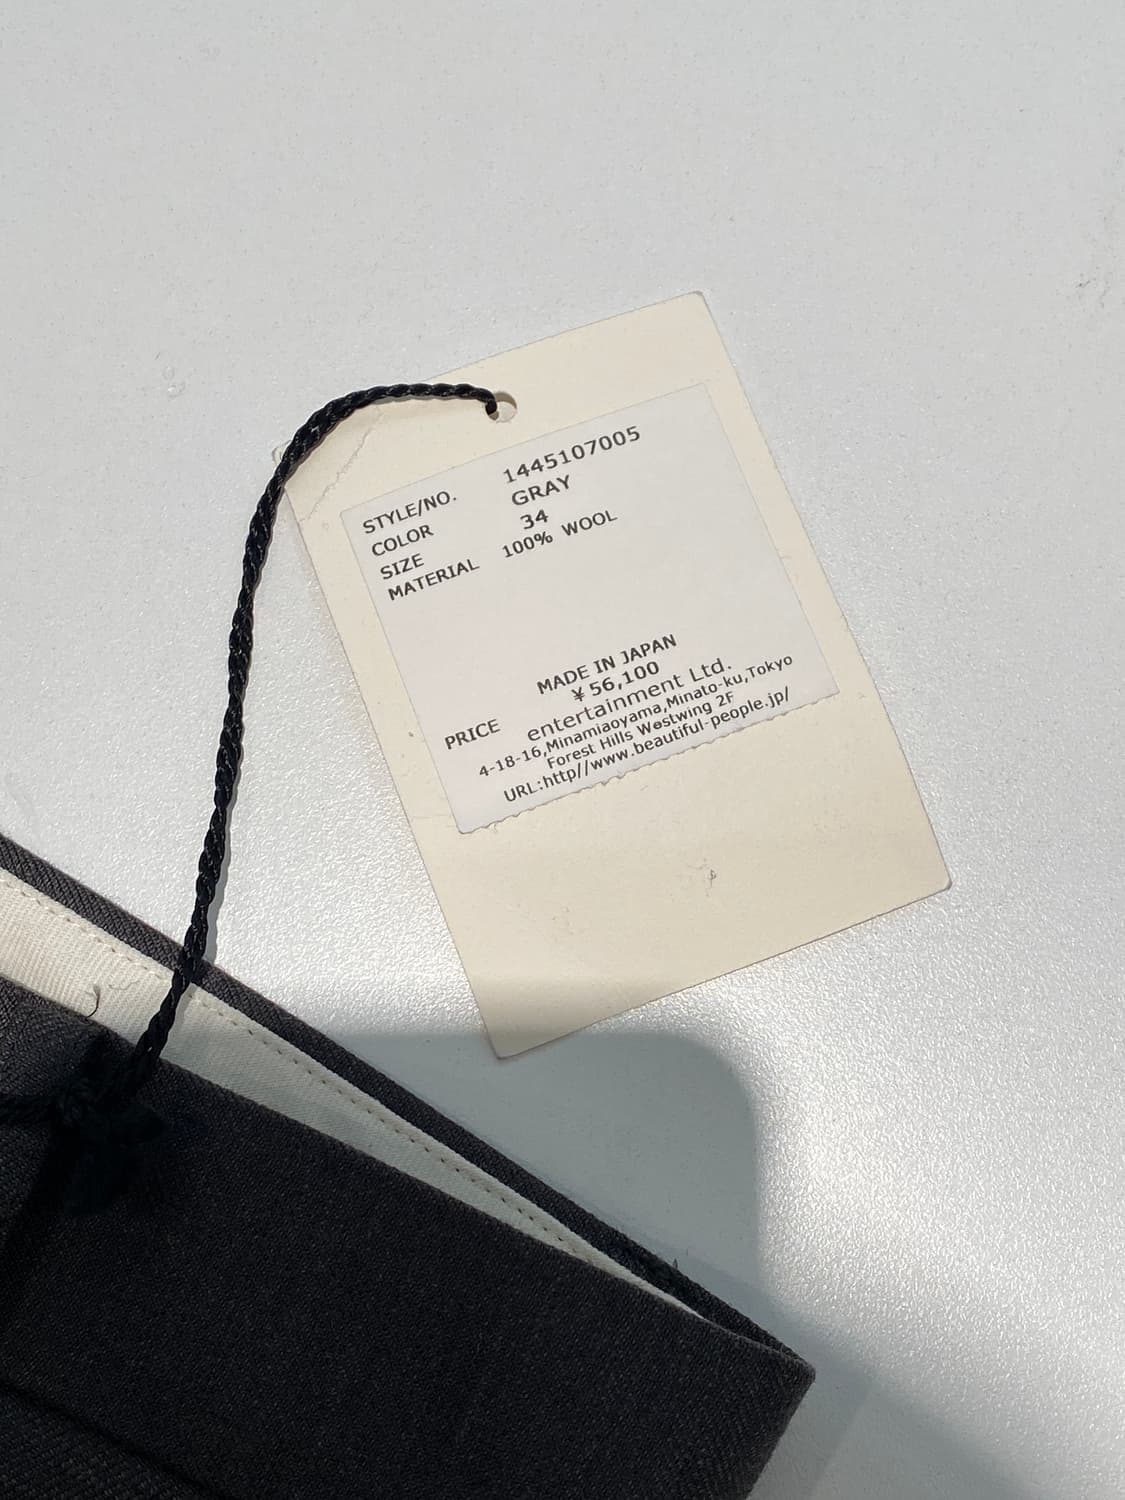 STYLE/NO. 1445107005
COLOR GRAY
SIZE 34
MATERIAL 100% WOOL
MADE IN JAPAN
PRICE ¥56,100
entertainment Ltd.
4-18-16,Minamiaoyama,Minato-ku,Tokyo
Forest Hills Westwing 2F
URL:http//www.beautiful-people.jp/